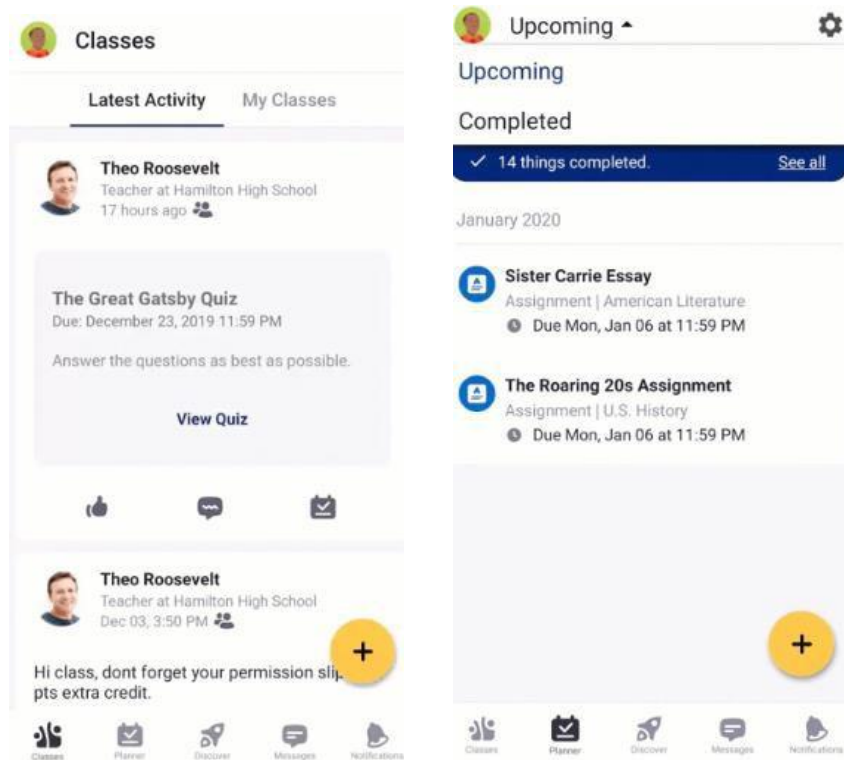 Classes
Latest Activity My Classes
Theo Roosevelt
Teacher at Hamilton High School
17 hours ago
The Great Gatsby Quiz
Due: December 23, 2019 11:59 PM
Answer the questions as best as possible.
View Quiz
Theo Roosevelt
Teacher at Hamilton High School
Dec 03, 3:50 PM
Hi class, dont forget your permission slip
pts extra credit.
Classes Planner Discover Messages Notifications
Upcoming
Upcoming
Completed
14 things completed. See all
January 2020
Sister Carrie Essay
Assignment | American Literature
Due Mon, Jan 06 at 11:59 PM
The Roaring 20s Assignment
Assignment | U.S. History
Due Mon, Jan 06 at 11:59 PM
Classes Planner Discover Messages Notifications